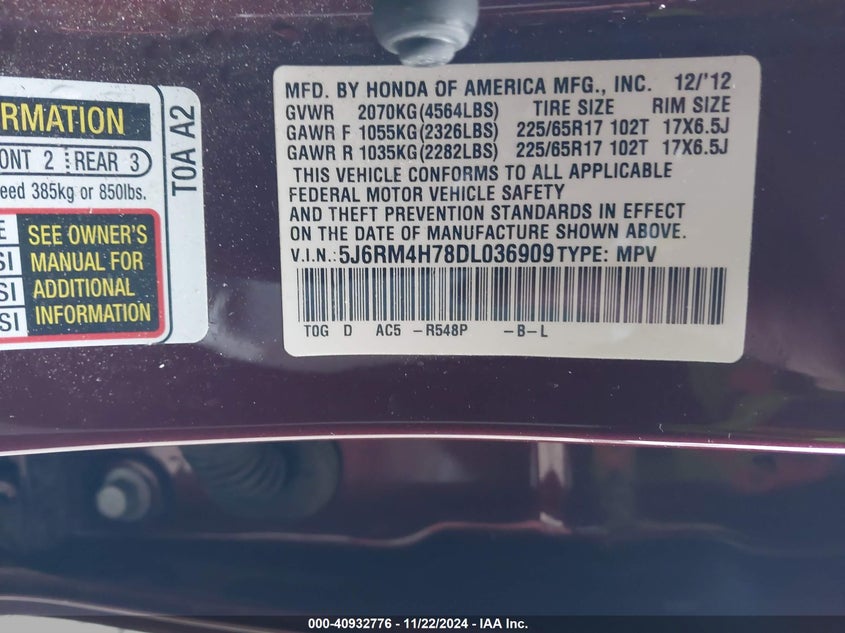 RMATION
ONT 2 REAR 3
eed 385kg or 850lbs.
T0A A2
E
SI
SI
SI
SEE OWNER'S
MANUAL FOR
ADDITIONAL
INFORMATION
MFD. BY HONDA OF AMERICA MFG., INC. 12/'12
GVWR 2070KG(4564LBS) TIRE SIZE RIM SIZE
GAWR F 1055KG(2326LBS) 225/65R17 102T 17X6.5J
GAWR R 1035KG(2282LBS) 225/65R17 102T 17X6.5J
THIS VEHICLE CONFORMS TO ALL APPLICABLE
FEDERAL MOTOR VEHICLE SAFETY
AND THEFT PREVENTION STANDARDS IN EFFECT
ON THE DATE OF MANUFACTURE SHOWN ABOVE.
V.I.N.: 5J6RM4H78DL036909 TYPE: MPV
T0G D AC5 -R548P -B-L
000-40932776 - 11/22/2024 - IAA Inc.